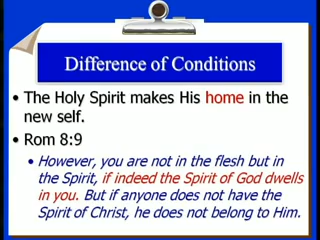 Difference of Conditions
• The Holy Spirit makes His home in the
new self.
• Rom 8:9
• However, you are not in the flesh but in
the Spirit, if indeed the Spirit of God dwells
in you. But if anyone does not have the
Spirit of Christ, he does not belong to Him.